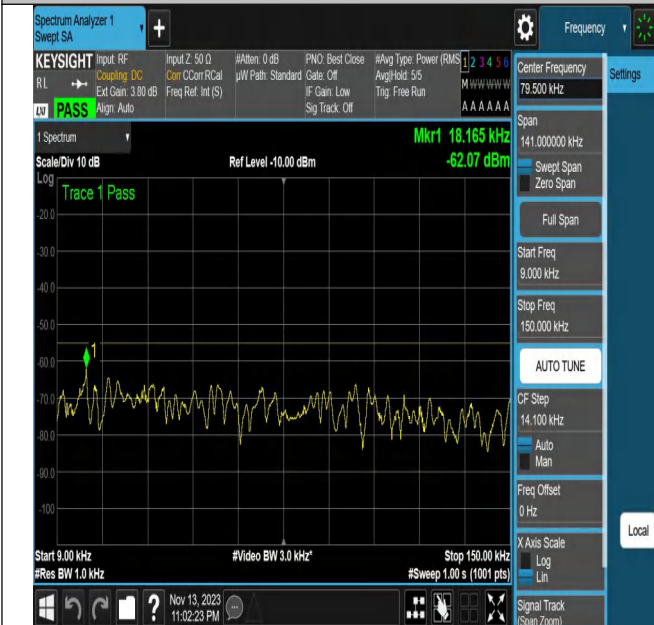 Spectrum Analyzer 1
Swept SA
+
Frequency
Settings
KEYSIGHT
RL
LXI PASS
Input: RF
Coupling: DC
Ext Gain: 3.80 dB
Align: Auto
Input Z: 50 Ω
Corr CCorr RCal
Freq Ref: Int (S)
#Atten: 0 dB
µW Path: Standard
PNO: Best Close
Gate: Off
IF Gain: Low
Sig Track: Off
#Avg Type: Power (RMS
Avg|Hold: 5/5
Trig: Free Run
1 2 3 4 5 6
M W W W W W
A A A A A A
1 Spectrum
Mkr1 18.165 kHz
Scale/Div 10 dB
Ref Level -10.00 dBm
-62.07 dBm
Log
Trace 1 Pass
-20.0
-30.0
-40.0
-50.0
1
-60.0
-70.0
-80.0
-90.0
-100
Start 9.00 kHz
#Video BW 3.0 kHz*
Stop 150.00 kHz
#Res BW 1.0 kHz
#Sweep 1.00 s (1001 pts)
?
Nov 13, 2023
11:02:23 PM
Center Frequency
79.500 kHz
Span
141.000000 kHz
Swept Span
Zero Span
Full Span
Start Freq
9.000 kHz
Stop Freq
150.000 kHz
AUTO TUNE
CF Step
14.100 kHz
Auto
Man
Freq Offset
0 Hz
X Axis Scale
Log
Lin
Signal Track
(Span Zoom)
Local